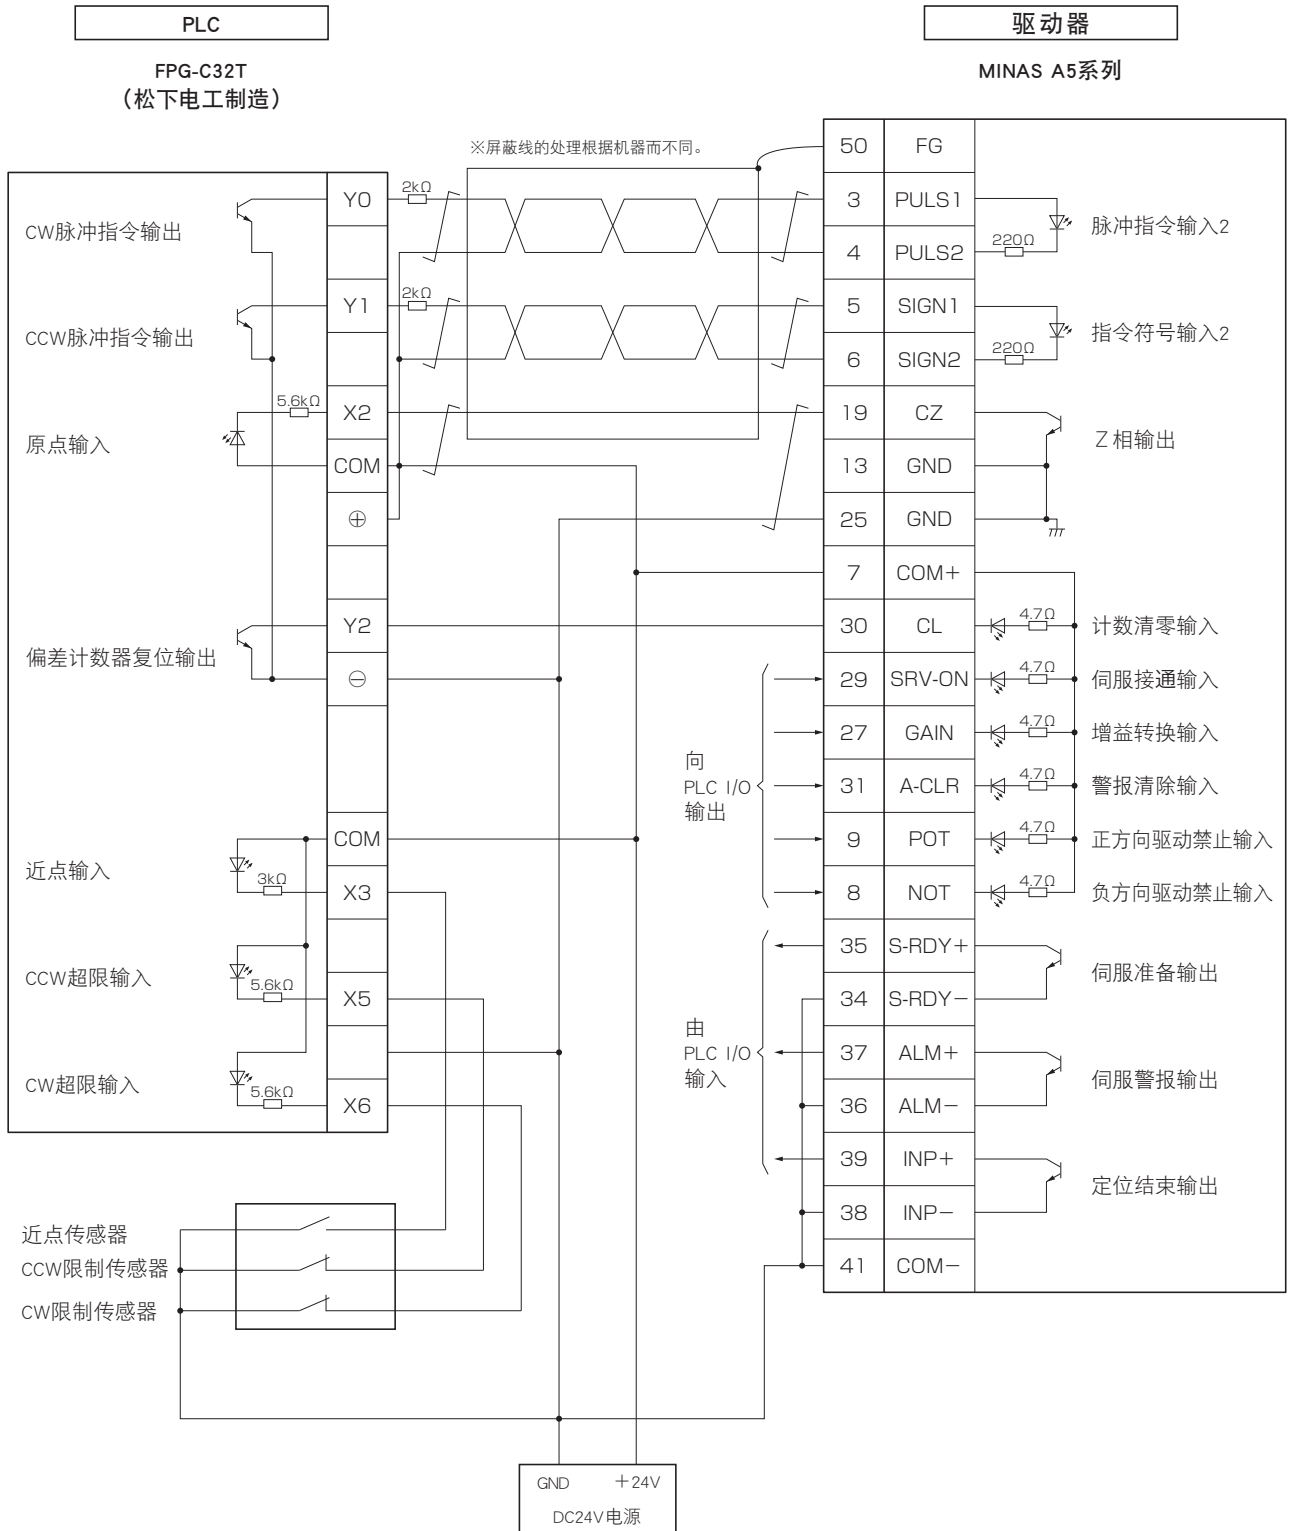 PLC
驱动器
FPG-C32T
（松下电工制造）
MINAS A5系列
※屏蔽线的处理根据机器而不同。
50 FG
CW脉冲指令输出
Y0
2kΩ
3 PULS1
4 PULS2
220Ω
脉冲指令输入2
CCW脉冲指令输出
Y1
2kΩ
5 SIGN1
6 SIGN2
220Ω
指令符号输入2
原点输入
5.6kΩ
X2
COM
⊕
19 CZ
13 GND
25 GND
Z相输出
7 COM+
偏差计数器复位输出
Y2
⊖
30 CL 4.7Ω 计数清零输入
29 SRV-ON 4.7Ω 伺服接通输入
27 GAIN 4.7Ω 增益转换输入
31 A-CLR 4.7Ω 警报清除输入
9 POT 4.7Ω 正方向驱动禁止输入
8 NOT 4.7Ω 负方向驱动禁止输入
向
PLC I/O
输出
COM
近点输入
3kΩ
X3
CCW超限输入
5.6kΩ
X5
CW超限输入
5.6kΩ
X6
35 S-RDY+
34 S-RDY−
伺服准备输出
由
PLC I/O
输入
37 ALM+
36 ALM−
伺服警报输出
39 INP+
38 INP−
定位结束输出
41 COM−
近点传感器
CCW限制传感器
CW限制传感器
GND +24V
DC24V电源